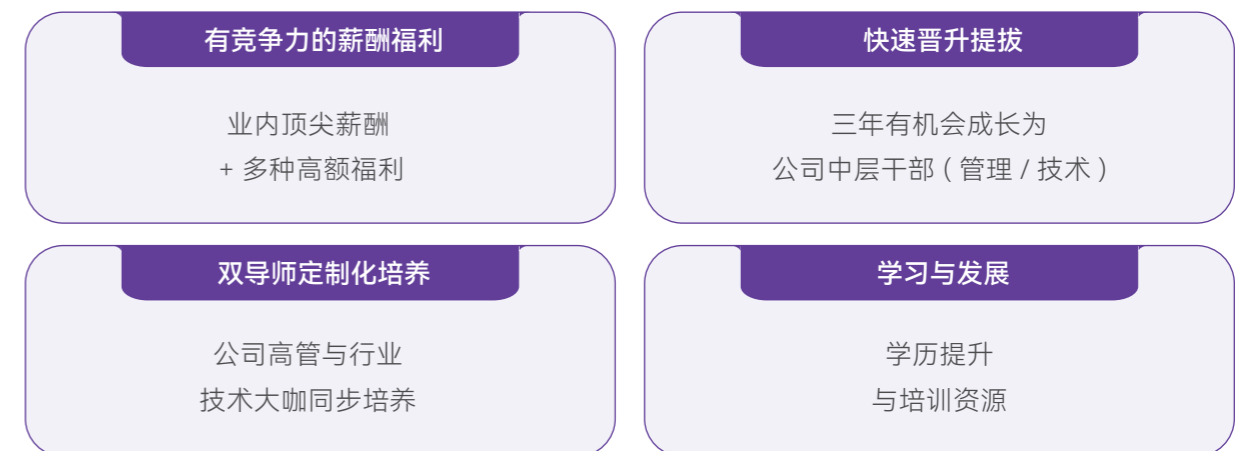 有竞争力的薪酬福利
业内顶尖薪酬
+ 多种高额福利
快速晋升提拔
三年有机会成长为
公司中层干部 ( 管理 / 技术 )
双导师定制化培养
公司高管与行业
技术大咖同步培养
学习与发展
学历提升
与培训资源